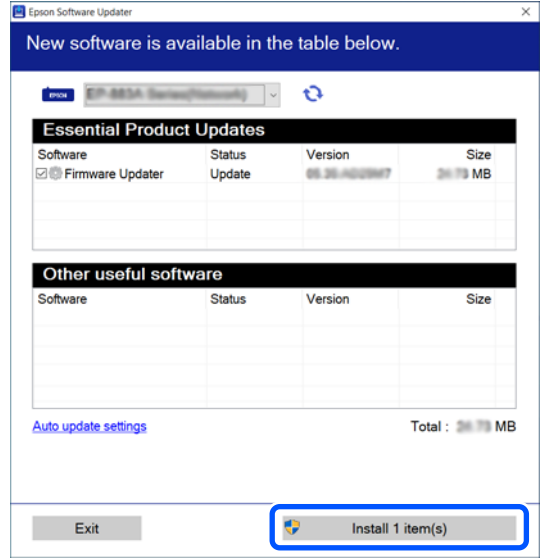 Epson Software Updater
New software is available in the table below.
EPSON
Essential Product Updates
Software Status Version Size
Firmware Updater Update MB
Other useful software
Software Status Version Size
Auto update settings Total : MB
Exit Install 1 item(s)